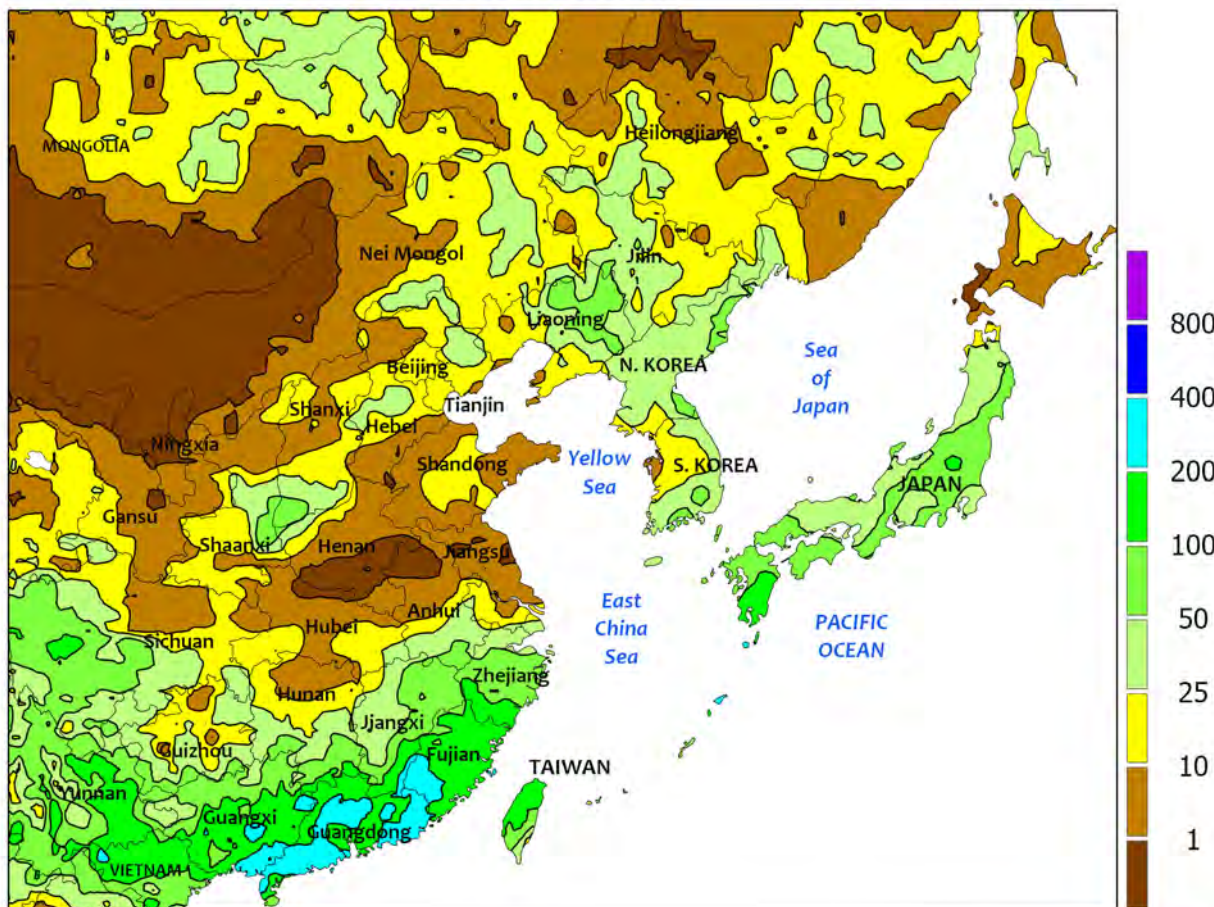 Heilongjiang
MONGOLIA
Nei Mongol
Jilin
Liaoning
Sea
of
Japan
800
N. KOREA
Beijing
400
Shanxi
Tianjin
Hebei
Ningxia
Shandong
Yellow
Sea
S. KOREA
200
JAPAN
Gansu
Shaanxi
Henan
Jiangsu
100
East
China
Sea
Anhui
Hubei
PACIFIC
OCEAN
50
Sichuan
Zhejiang
Hunan
25
Jjangxi
Guizhou
Fujian
TAIWAN
10
Yunnan
Guangxi
Guangdong
1
VIETNAM